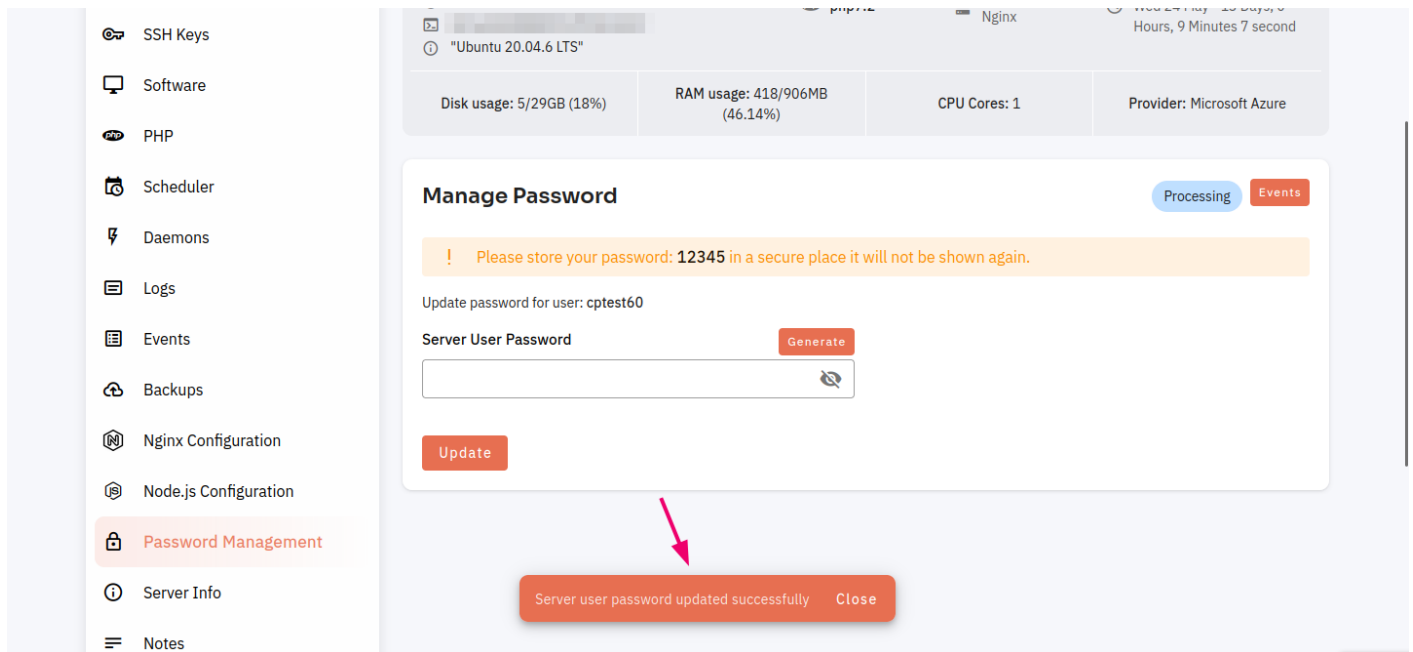 SSH Keys
Software
PHP
Scheduler
Daemons
Logs
Events
Backups
Nginx Configuration
Node.js Configuration
Password Management
Server Info
Notes
"Ubuntu 20.04.6 LTS"
php7.2
Nginx
Hours, 9 Minutes 7 second
Disk usage: 5/29GB (18%)
RAM usage: 418/906MB
(46.14%)
CPU Cores: 1
Provider: Microsoft Azure
Manage Password
Processing
Events
! Please store your password: 12345 in a secure place it will not be shown again.
Update password for user: cptest60
Server User Password
Generate
Update
Server user password updated successfully Close